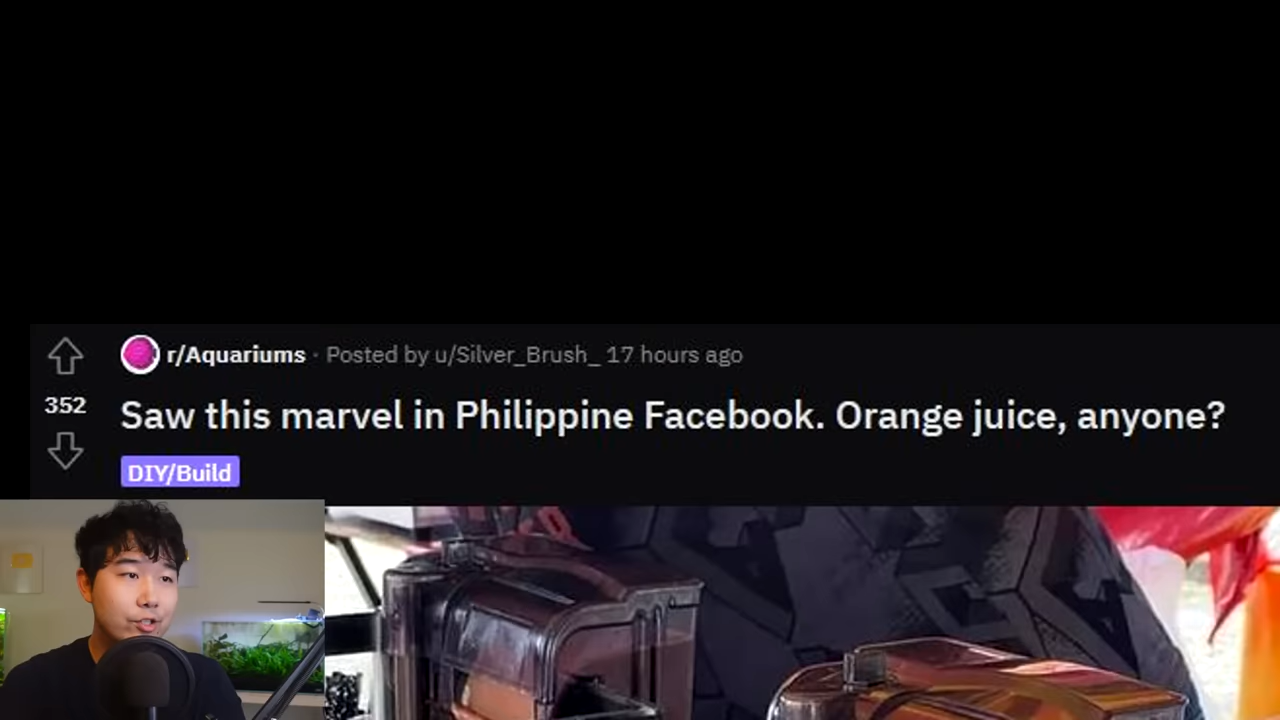 r/Aquariums · Posted by u/Silver_Brush_ 17 hours ago
352
Saw this marvel in Philippine Facebook. Orange juice, anyone?
DIY/Build